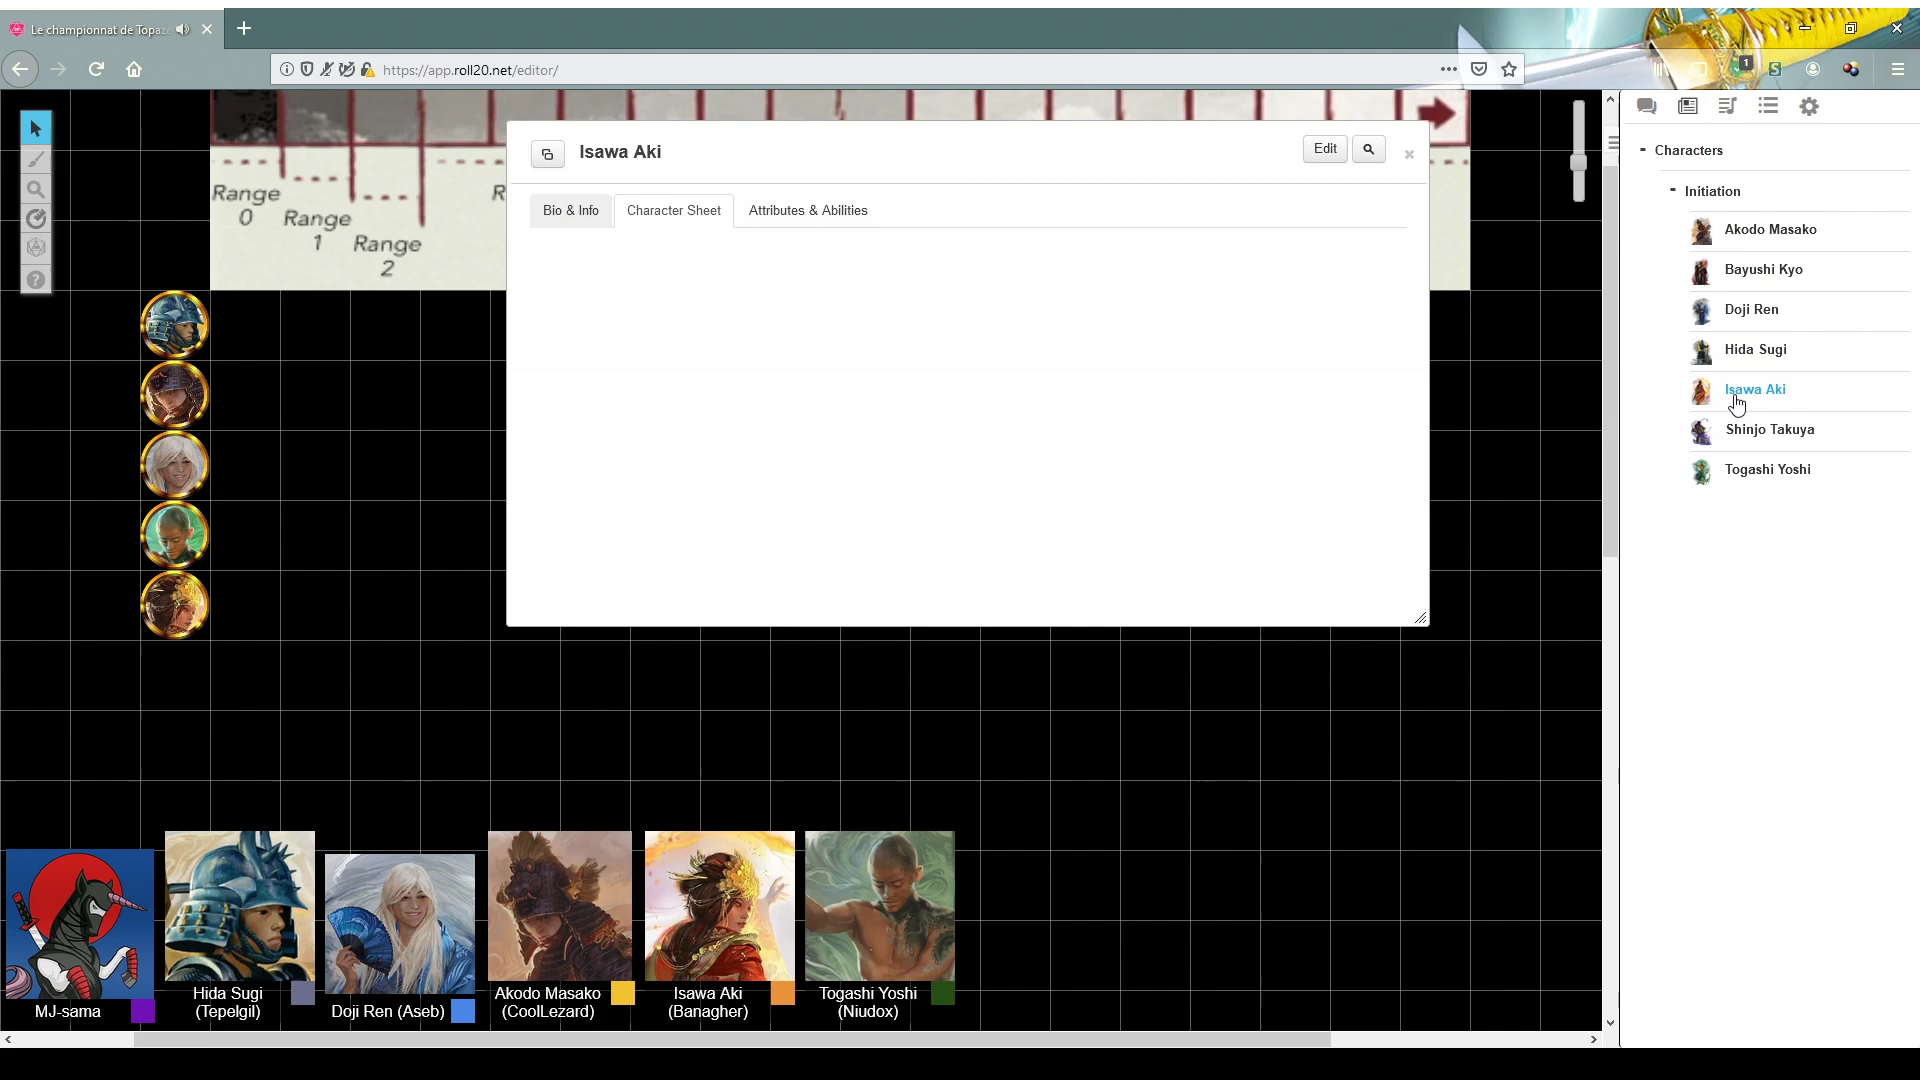 Le championnat de Topaze
https://app.roll20.net/editor/
1
Range
0
Range
1
Range
2
R
Isawa Aki
Edit
Bio & Info
Character Sheet
Attributes & Abilities
Characters
Initiation
Akodo Masako
Bayushi Kyo
Doji Ren
Hida Sugi
Isawa Aki
Shinjo Takuya
Togashi Yoshi
MJ-sama
Hida Sugi
(Tepelgil)
Doji Ren (Aseb)
Akodo Masako
(CoolLezard)
Isawa Aki
(Banagher)
Togashi Yoshi
(Niudox)